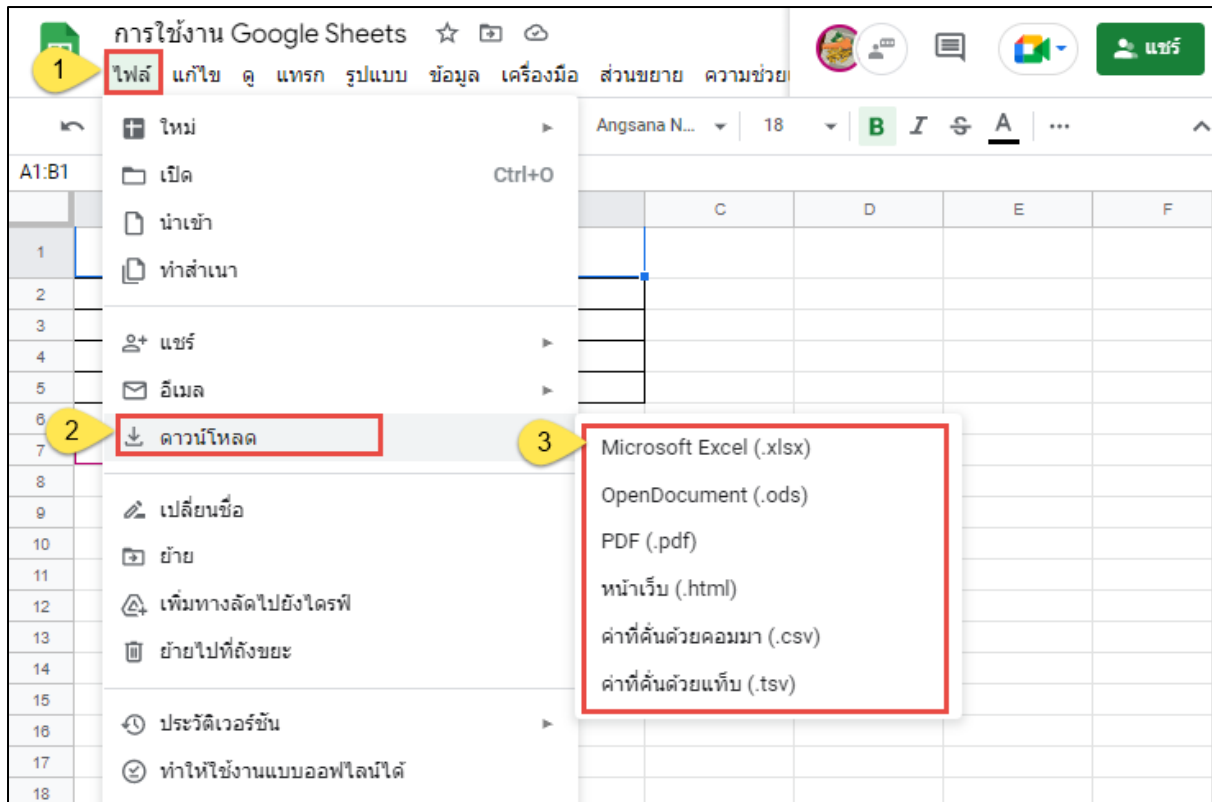 การใช้งาน Google Sheets
1
ไฟล์ แก้ไข ดู แทรก รูปแบบ ข้อมูล เครื่องมือ ส่วนขยาย
แชร์
Angsana N... 18 B I S A ...
A1:B1
C D E F
ใหม่
เปิด Ctrl+O
นำเข้า
ทำสำเนา
แชร์
อีเมล
2 ดาวน์โหลด
3 Microsoft Excel (.xlsx)
OpenDocument (.ods)
PDF (.pdf)
หน้าเว็บ (.html)
ค่าที่คั่นด้วยคอมมา (.csv)
ค่าที่คั่นด้วยแท็บ (.tsv)
เปลี่ยนชื่อ
ย้าย
เพิ่มทางลัดไปยังไดรฟ์
ย้ายไปที่ถังขยะ
ประวัติเวอร์ชัน
ทำให้ใช้งานแบบออฟไลน์ได้
1
2
3
4
5
6
7
8
9
10
11
12
13
14
15
16
17
18